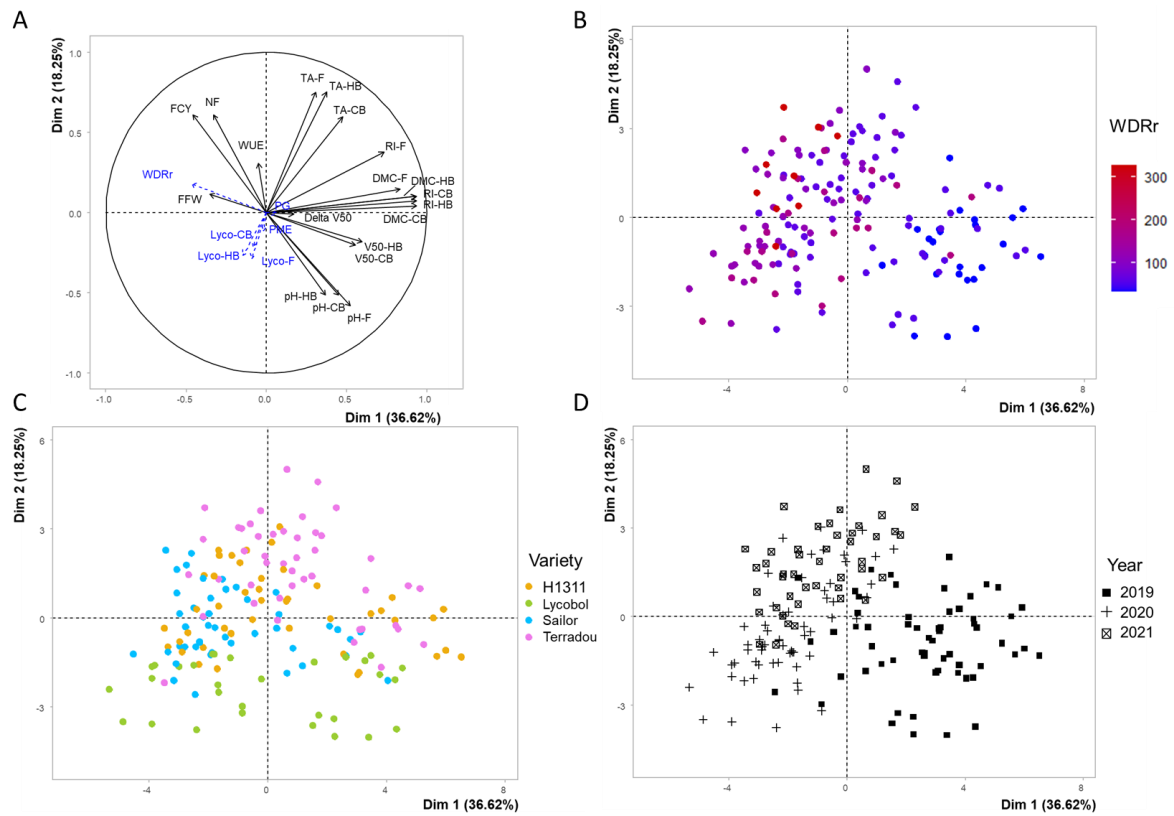 A
Dim 2 (18.25%)
1.0
0.5
0.0
-0.5
-1.0
-1.0
-0.5
0.0
0.5
1.0
Dim 1 (36.62%)
TA-F
TA-HB
TA-CB
FCY
NF
WUE
RI-F
WDRr
DMC-F
DMC-HB
FFW
RI-CB
RI-HB
PG
Delta V50
DMC-CB
PME
Lyco-CB
Lyco-HB
Lyco-F
V50-HB
V50-CB
pH-HB
pH-CB
pH-F
B
Dim 2 (18.25%)
6
3
0
-3
-4
0
4
8
Dim 1 (36.62%)
WDRr
300
200
100
C
Dim 2 (18.25%)
6
3
0
-3
-4
0
4
8
Dim 1 (36.62%)
Variety
H1311
Lycobol
Sailor
Terradou
D
Dim 2 (18.25%)
6
3
0
-3
-4
0
4
8
Dim 1 (36.62%)
Year
2019
2020
2021